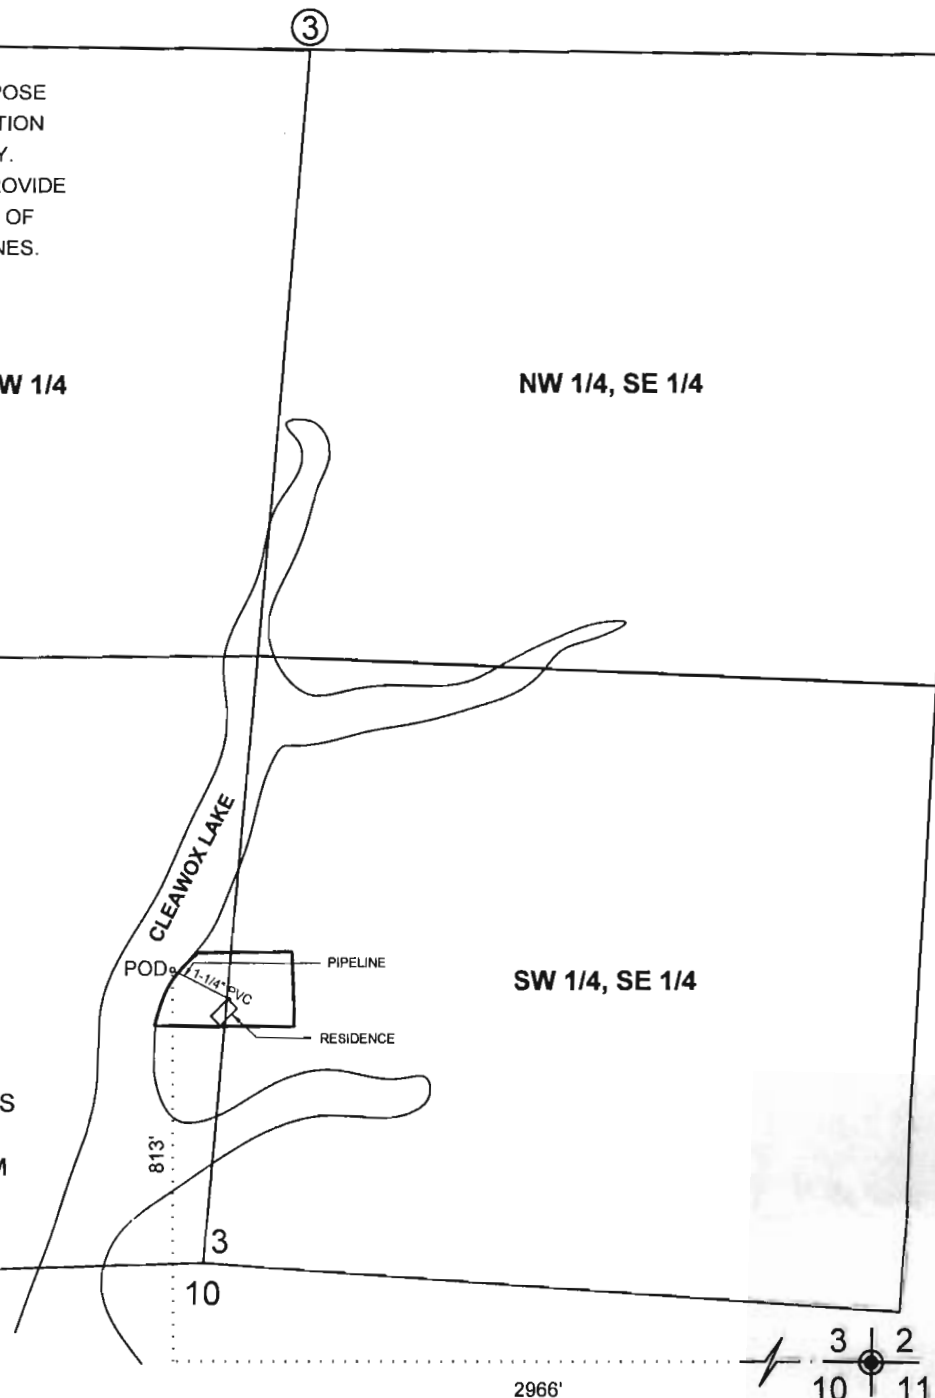 3
POSE
TION
Y.
ROVIDE
OF
NES.
W 1/4
NW 1/4, SE 1/4
CLEAWOX LAKE
POD
1-1/4" PVC
PIPELINE
SW 1/4, SE 1/4
RESIDENCE
S
M
813'
3
10
3 2
10 11
2966'